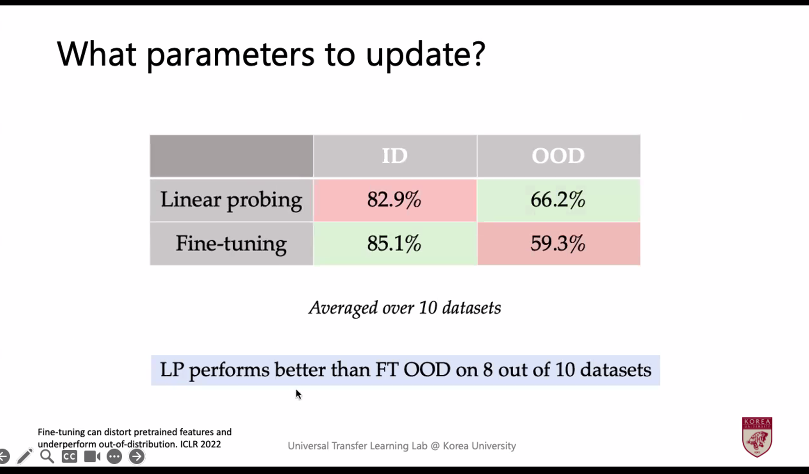 What parameters to update?
ID OOD
Linear probing 82.9% 66.2%
Fine-tuning 85.1% 59.3%
Averaged over 10 datasets
LP performs better than FT OOD on 8 out of 10 datasets
Fine-tuning can distort pretrained features and
underperform out-of-distribution. ICLR 2022
Universal Transfer Learning Lab @ Korea University
KOREA
CC